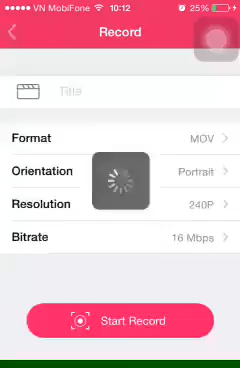 VN MobiFone 10:12 25%
Record
Title
Format MOV
Orientation Portrait
Resolution 240P
Bitrate 16 Mbps
Start Record